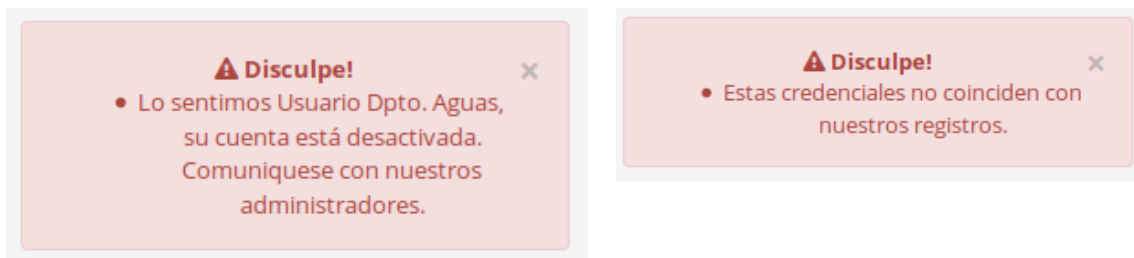 Disculpe!
• Lo sentimos Usuario Dpto. Aguas,
su cuenta está desactivada.
Comuniquese con nuestros
administradores.
Disculpe!
• Estas credenciales no coinciden con
nuestros registros.